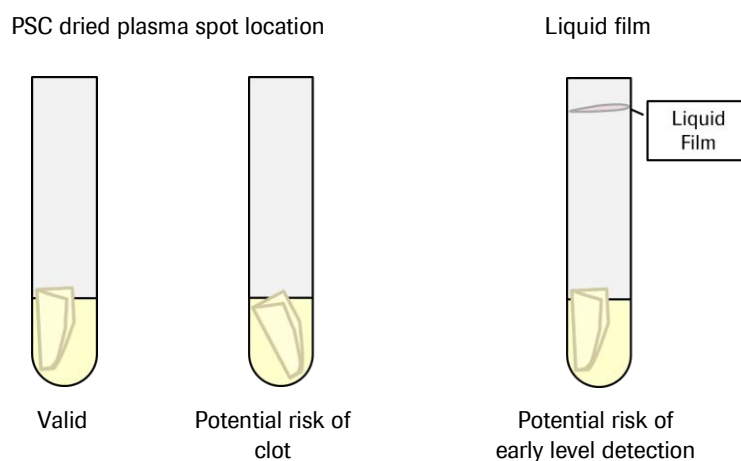 PSC dried plasma spot location
Liquid film
Liquid
Film
Valid
Potential risk of
clot
Potential risk of
early level detection